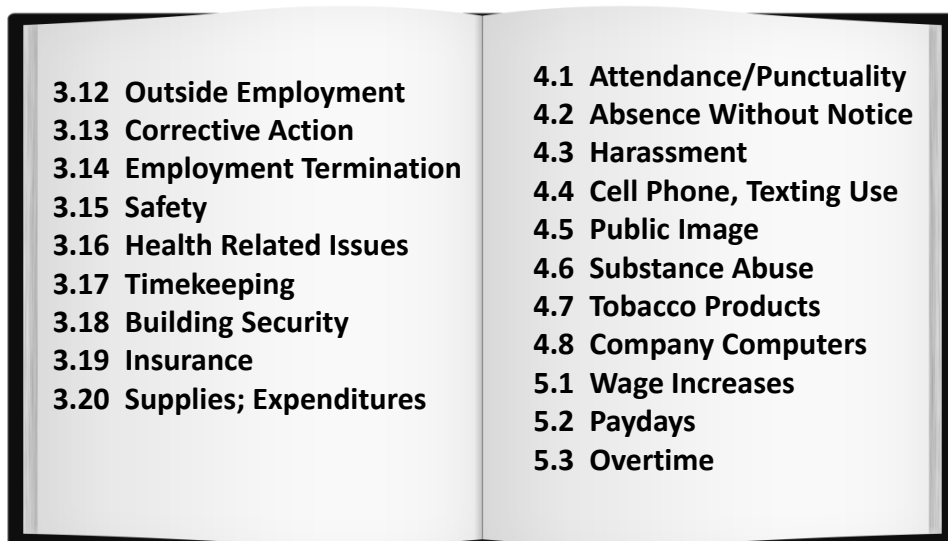 3.12 Outside Employment
3.13 Corrective Action
3.14 Employment Termination
3.15 Safety
3.16 Health Related Issues
3.17 Timekeeping
3.18 Building Security
3.19 Insurance
3.20 Supplies; Expenditures
4.1 Attendance/Punctuality
4.2 Absence Without Notice
4.3 Harassment
4.4 Cell Phone, Texting Use
4.5 Public Image
4.6 Substance Abuse
4.7 Tobacco Products
4.8 Company Computers
5.1 Wage Increases
5.2 Paydays
5.3 Overtime